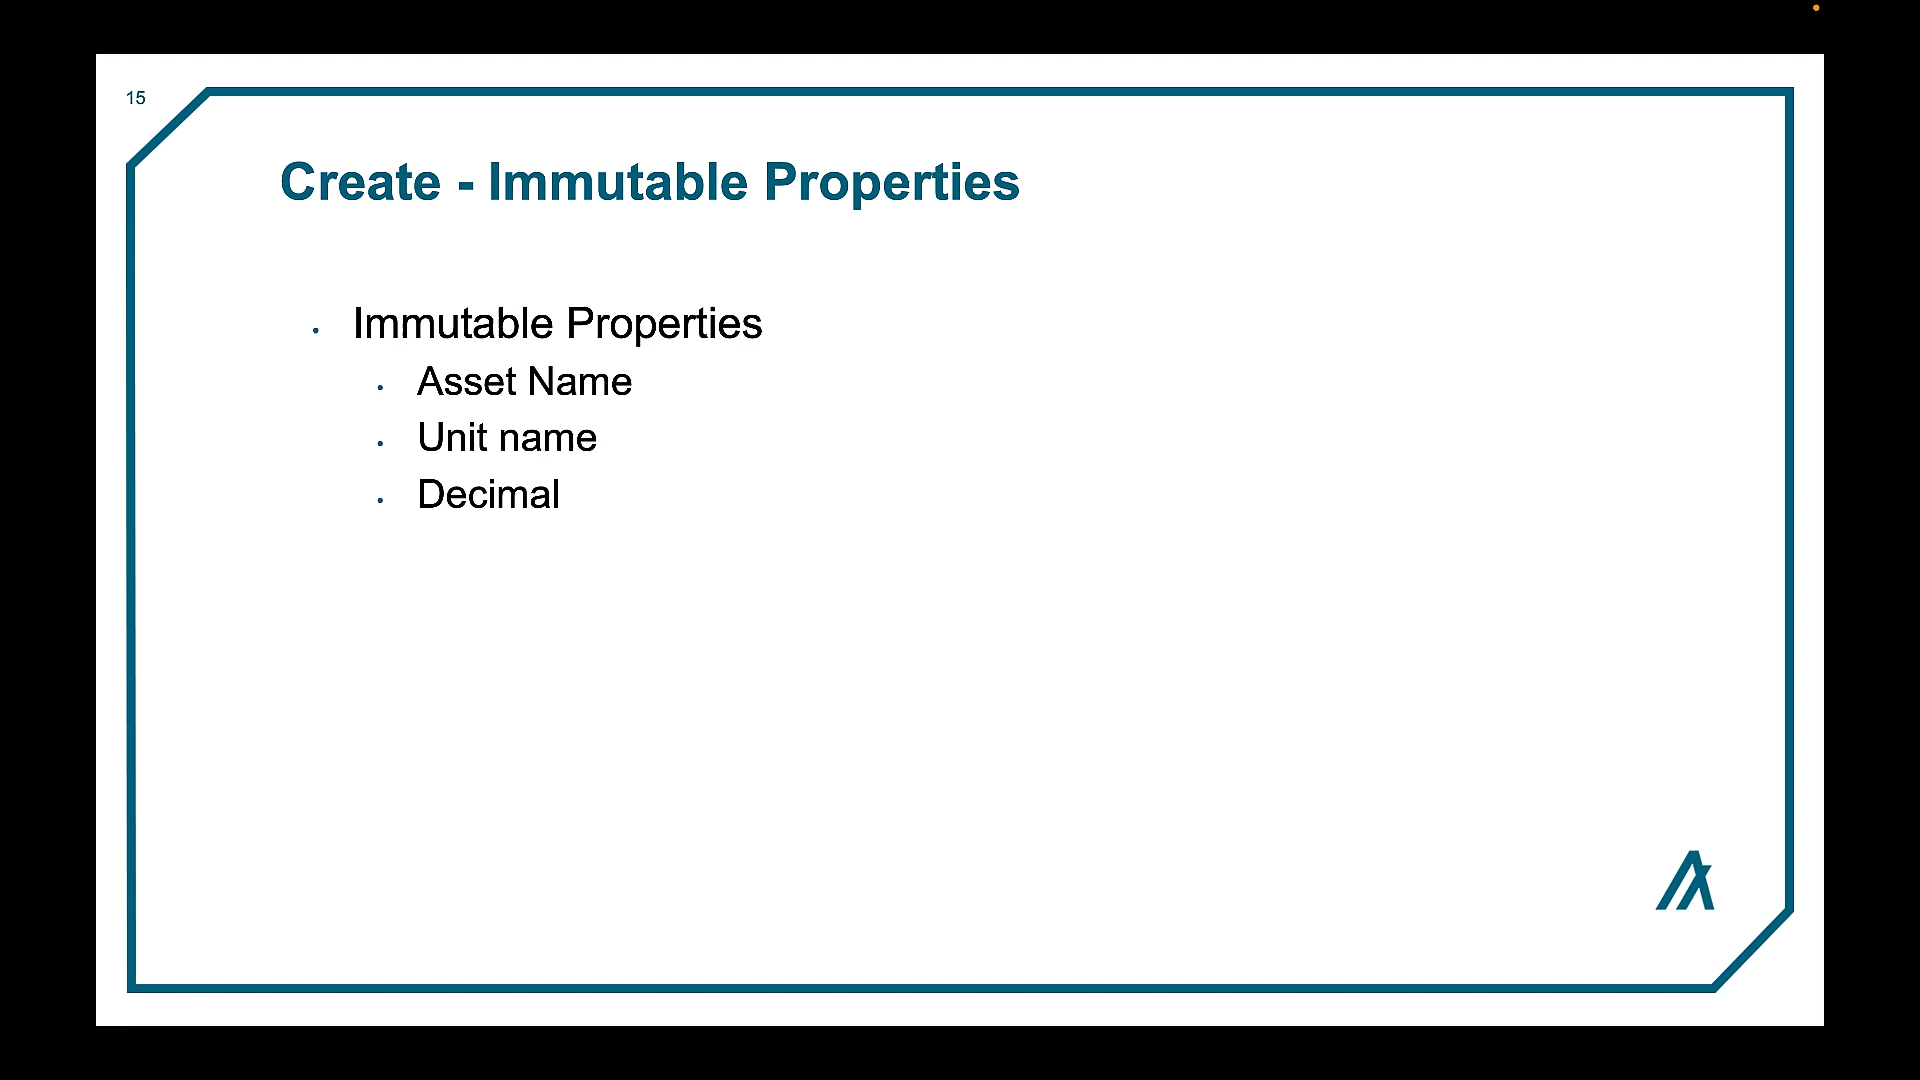 15
Create - Immutable Properties
• Immutable Properties
• Asset Name
• Unit name
• Decimal